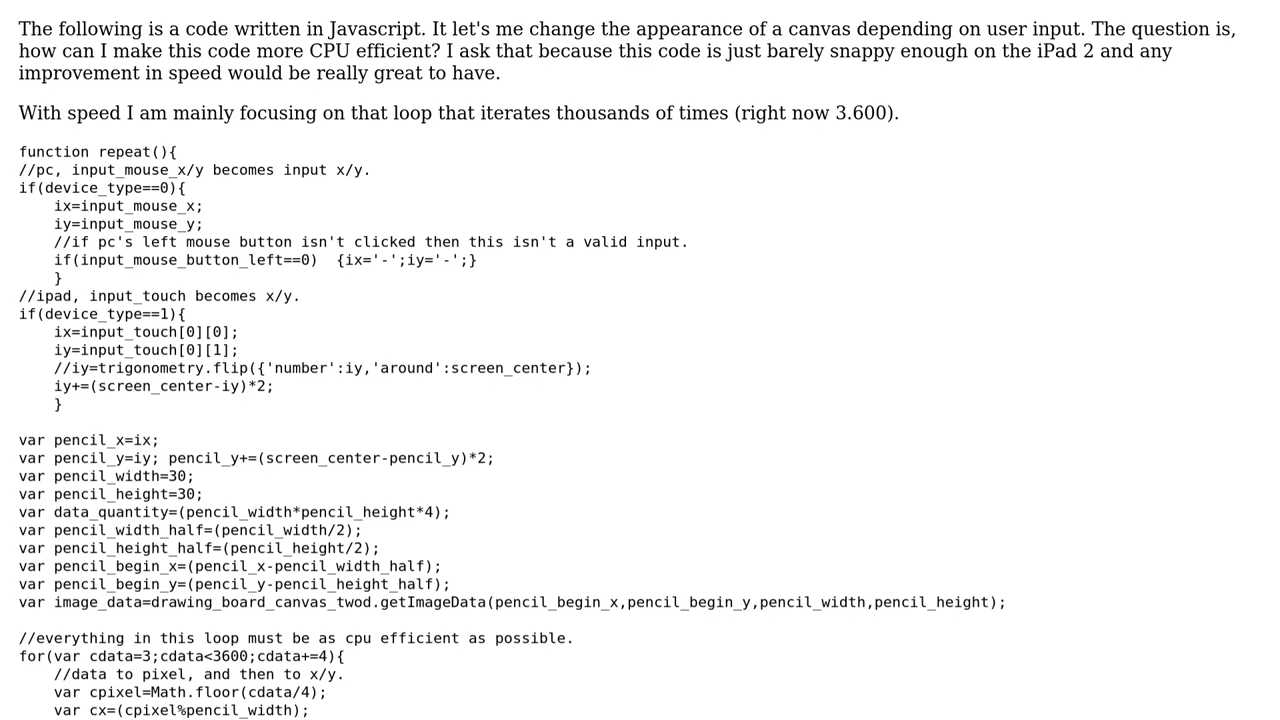 The following is a code written in Javascript. It let's me change the appearance of a canvas depending on user input. The question is,
how can I make this code more CPU efficient? I ask that because this code is just barely snappy enough on the iPad 2 and any
improvement in speed would be really great to have.
With speed I am mainly focusing on that loop that iterates thousands of times (right now 3.600).
function repeat(){
//pc, input_mouse_x/y becomes input x/y.
if(device_type==0){
    ix=input_mouse_x;
    iy=input_mouse_y;
    //if pc's left mouse button isn't clicked then this isn't a valid input.
    if(input_mouse_button_left==0)  {ix='-';iy='-';}
    }
//ipad, input_touch becomes x/y.
if(device_type==1){
    ix=input_touch[0][0];
    iy=input_touch[0][1];
    //iy=trigonometry.flip({'number':iy,'around':screen_center});
    iy+=(screen_center-iy)*2;
    }
var pencil_x=ix;
var pencil_y=iy; pencil_y+=(screen_center-pencil_y)*2;
var pencil_width=30;
var pencil_height=30;
var data_quantity=(pencil_width*pencil_height*4);
var pencil_width_half=(pencil_width/2);
var pencil_height_half=(pencil_height/2);
var pencil_begin_x=(pencil_x-pencil_width_half);
var pencil_begin_y=(pencil_y-pencil_height_half);
var image_data=drawing_board_canvas_twod.getImageData(pencil_begin_x,pencil_begin_y,pencil_width,pencil_height);
//everything in this loop must be as cpu efficient as possible.
for(var cdata=3;cdata<3600;cdata+=4){
    //data to pixel, and then to x/y.
    var cpixel=Math.floor(cdata/4);
    var cx=(cpixel%pencil_width);